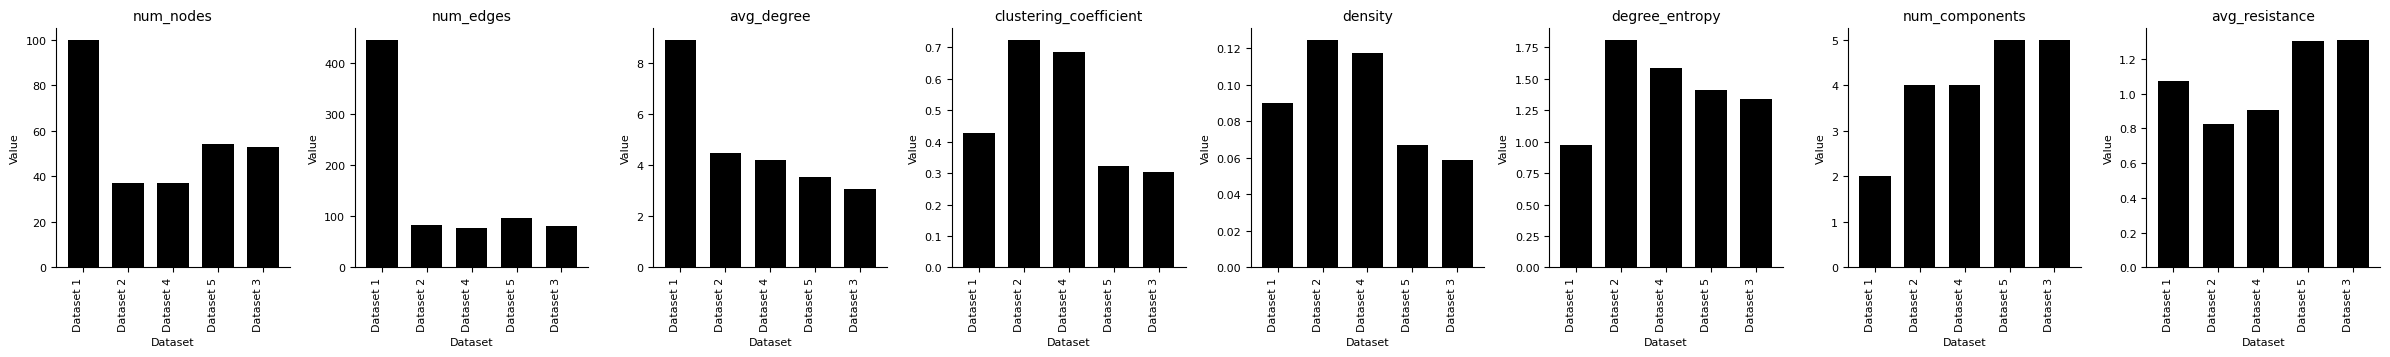 num_nodes
100
80
60
40
20
0
Value
Dataset 1
Dataset 2
Dataset 4
Dataset 5
Dataset 3
Dataset
num_edges
400
300
200
100
0
Value
Dataset 1
Dataset 2
Dataset 4
Dataset 5
Dataset 3
Dataset
avg_degree
8
6
4
2
0
Value
Dataset 1
Dataset 2
Dataset 4
Dataset 5
Dataset 3
Dataset
clustering_coefficient
0.7
0.6
0.5
0.4
0.3
0.2
0.1
0.0
Value
Dataset 1
Dataset 2
Dataset 4
Dataset 5
Dataset 3
Dataset
density
0.12
0.10
0.08
0.06
0.04
0.02
0.00
Value
Dataset 1
Dataset 2
Dataset 4
Dataset 5
Dataset 3
Dataset
degree_entropy
1.75
1.50
1.25
1.00
0.75
0.50
0.25
0.00
Value
Dataset 1
Dataset 2
Dataset 4
Dataset 5
Dataset 3
Dataset
num_components
5
4
3
2
1
0
Value
Dataset 1
Dataset 2
Dataset 4
Dataset 5
Dataset 3
Dataset
avg_resistance
1.2
1.0
0.8
0.6
0.4
0.2
0.0
Value
Dataset 1
Dataset 2
Dataset 4
Dataset 5
Dataset 3
Dataset